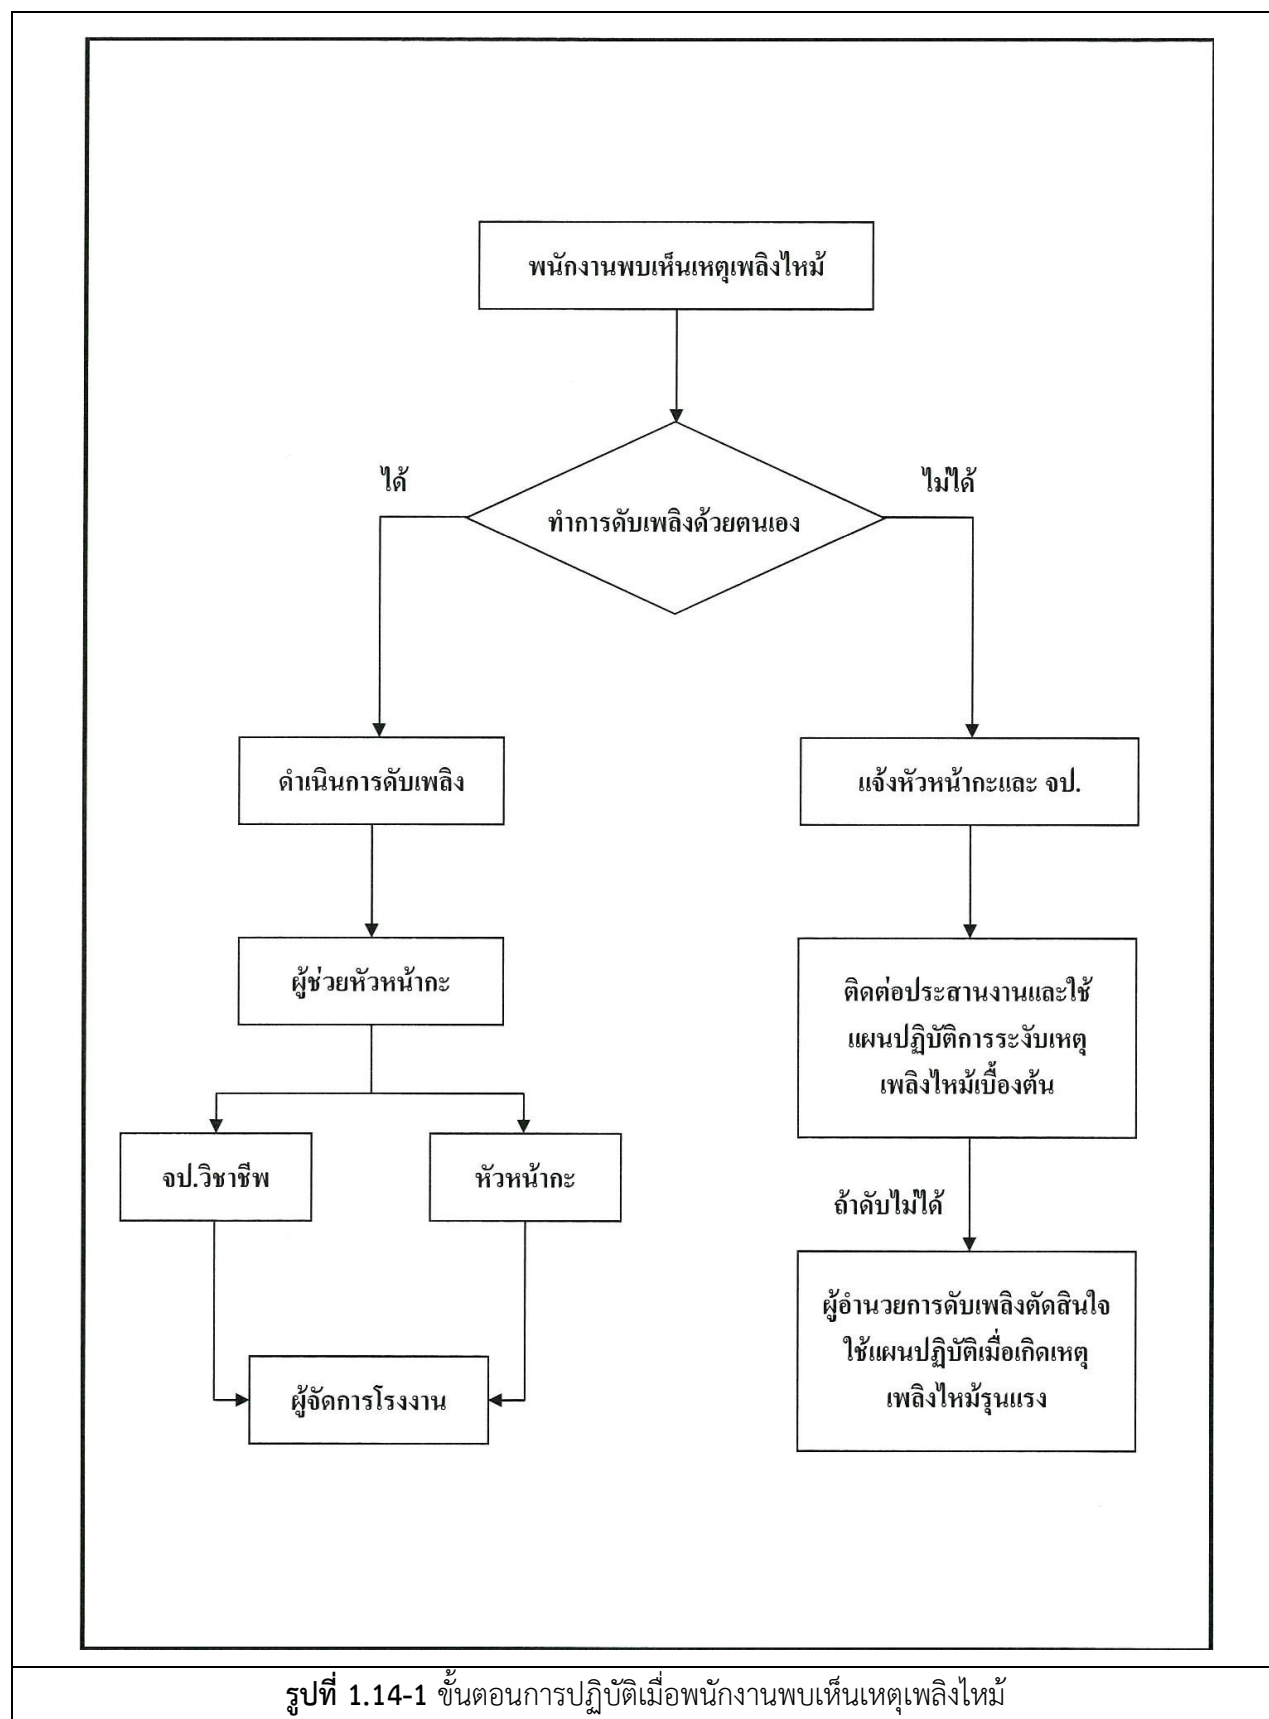 พนักงานพบเห็นเหตุเพลิงไหม้
ได้
ไม่ได้
ทำการดับเพลิงด้วยตนเอง
ดำเนินการดับเพลิง
แจ้งหัวหน้ากะและ จป.
ผู้ช่วยหัวหน้ากะ
ติดต่อประสานงานและใช้
แผนปฏิบัติการระงับเหตุ
เพลิงไหม้เบื้องต้น
จป.วิชาชีพ
หัวหน้ากะ
ถ้าดับไม่ได้
ผู้อำนวยการดับเพลิงตัดสินใจ
ใช้แผนปฏิบัติเมื่อเกิดเหตุ
เพลิงไหม้รุนแรง
ผู้จัดการโรงงาน
รูปที่ 1.14-1 ขั้นตอนการปฏิบัติเมื่อพนักงานพบเห็นเหตุเพลิงไหม้